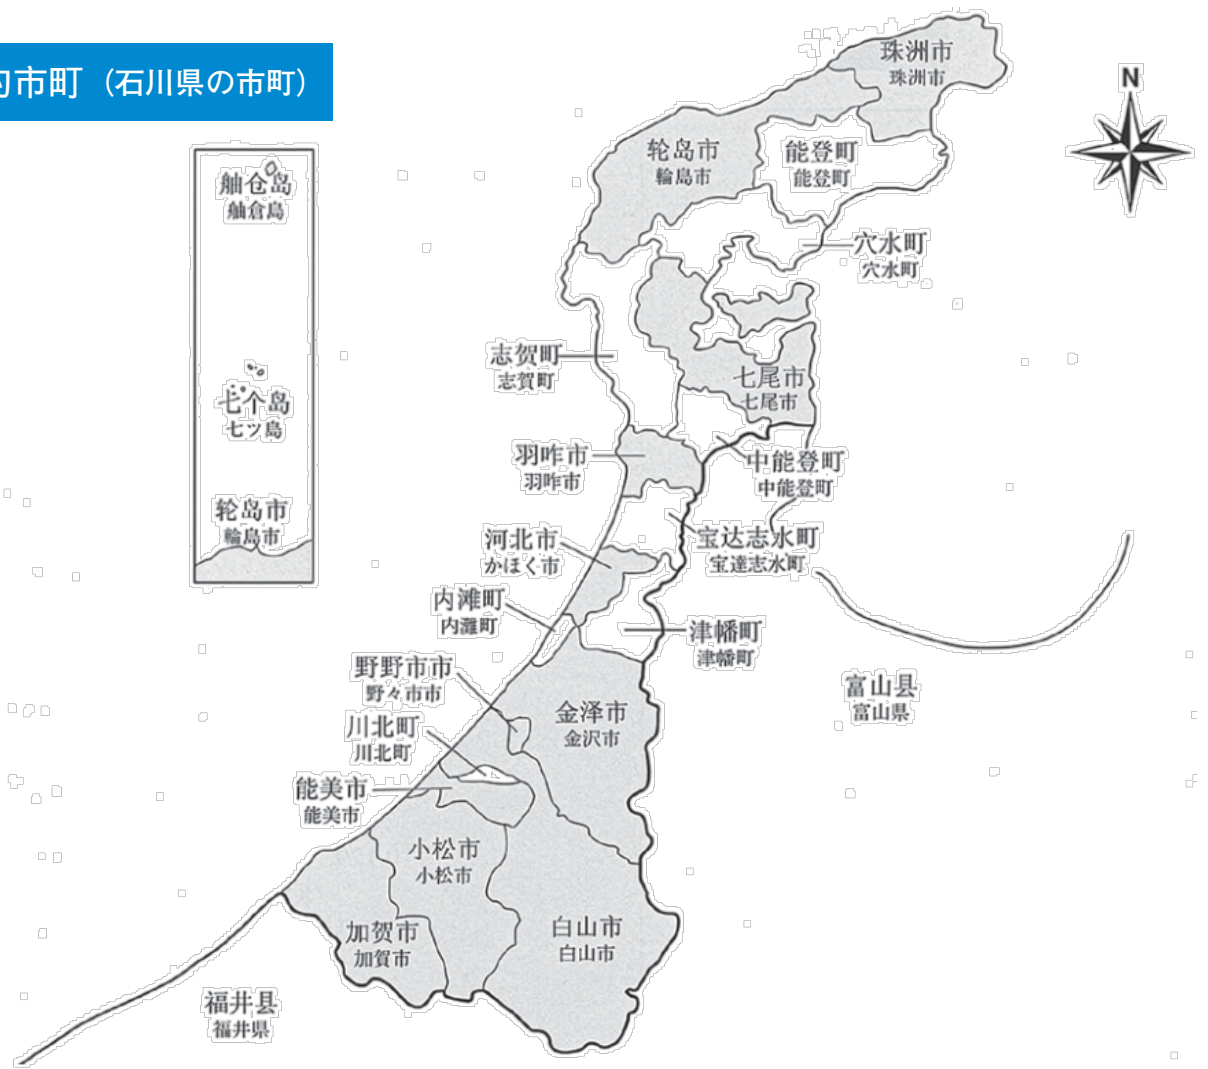 市町（石川県の市町）
N
珠洲市
珠洲市
轮岛市
輪島市
能登町
能登町
舳仓岛
舳倉島
穴水町
穴水町
志贺町
志賀町
七尾市
七尾市
七个岛
七ツ島
羽咋市
羽咋市
中能登町
中能登町
轮岛市
輪島市
河北市
かほく市
宝达志水町
宝達志水町
内滩町
内灘町
津幡町
津幡町
野野市市
野々市市
富山县
富山県
金泽市
金沢市
川北町
川北町
能美市
能美市
小松市
小松市
加贺市
加賀市
白山市
白山市
福井县
福井県